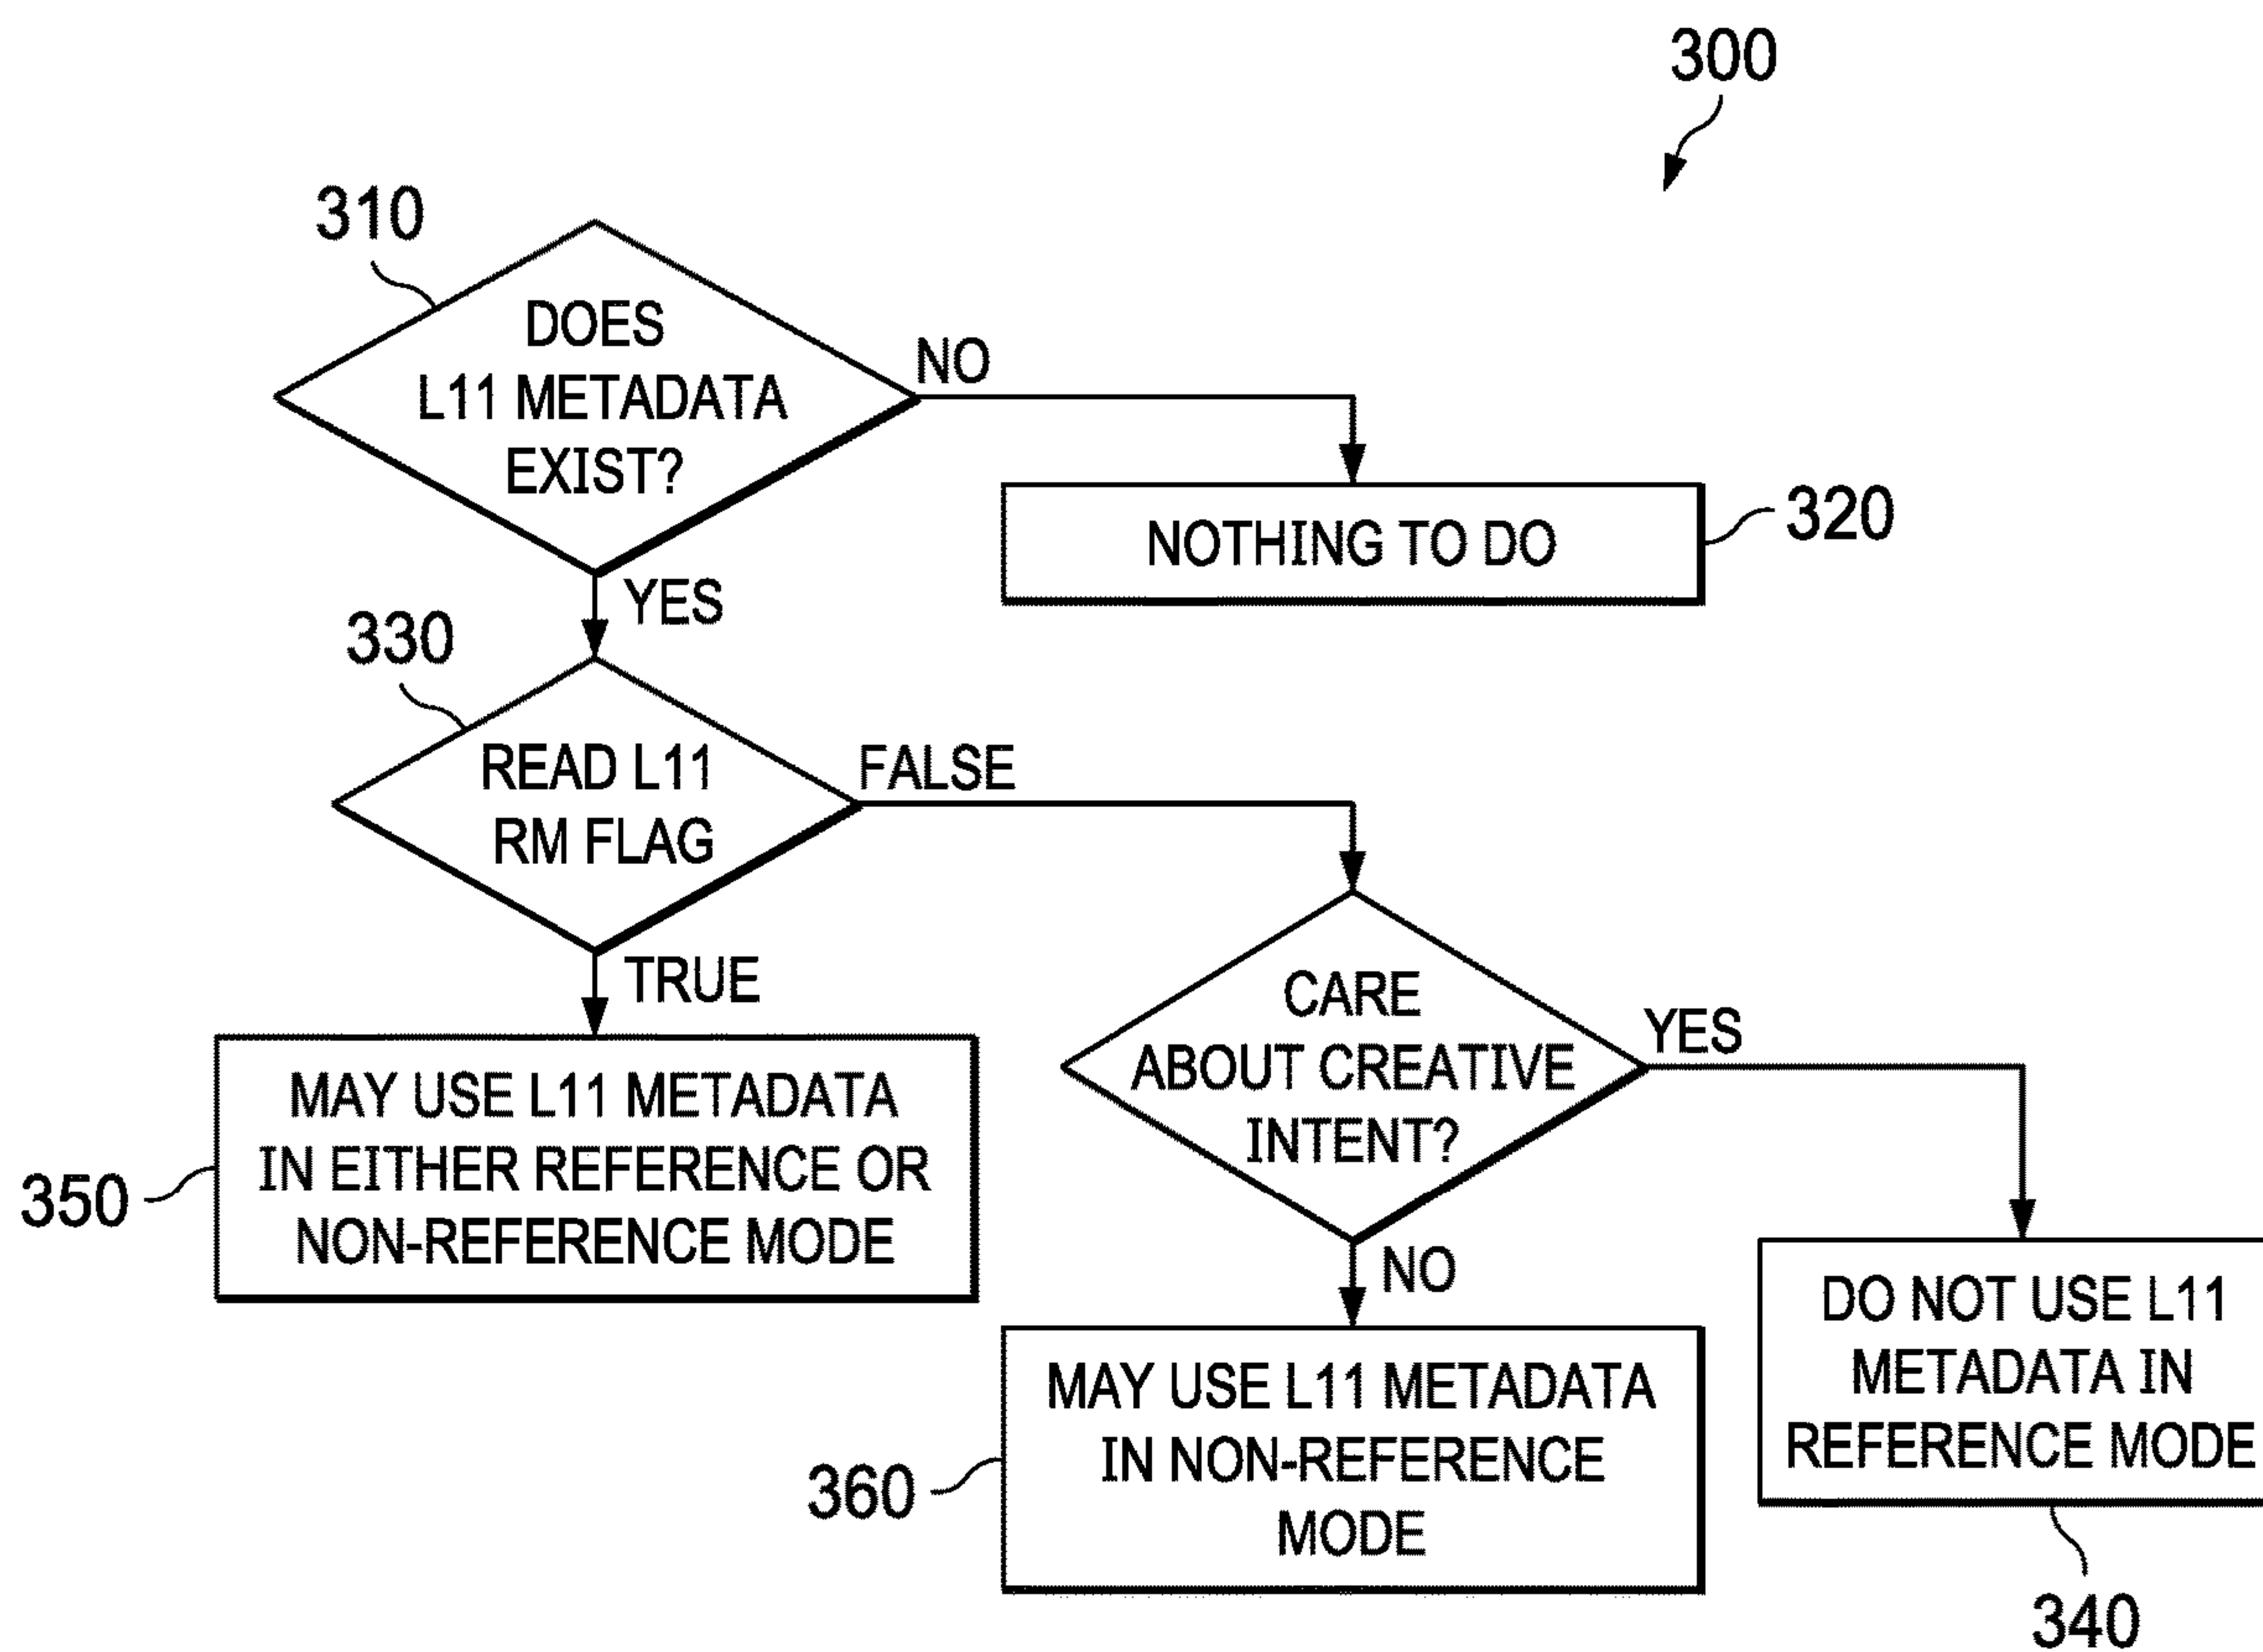 300
310
DOES
L11 METADATA
EXIST?
NO
NOTHING TO DO
320
YES
330
READ L11
RM FLAG
FALSE
TRUE
CARE
ABOUT CREATIVE
INTENT?
YES
MAY USE L11 METADATA
IN EITHER REFERENCE OR
NON-REFERENCE MODE
350
NO
DO NOT USE L11
METADATA IN
REFERENCE MODE
340
MAY USE L11 METADATA
IN NON-REFERENCE
MODE
360